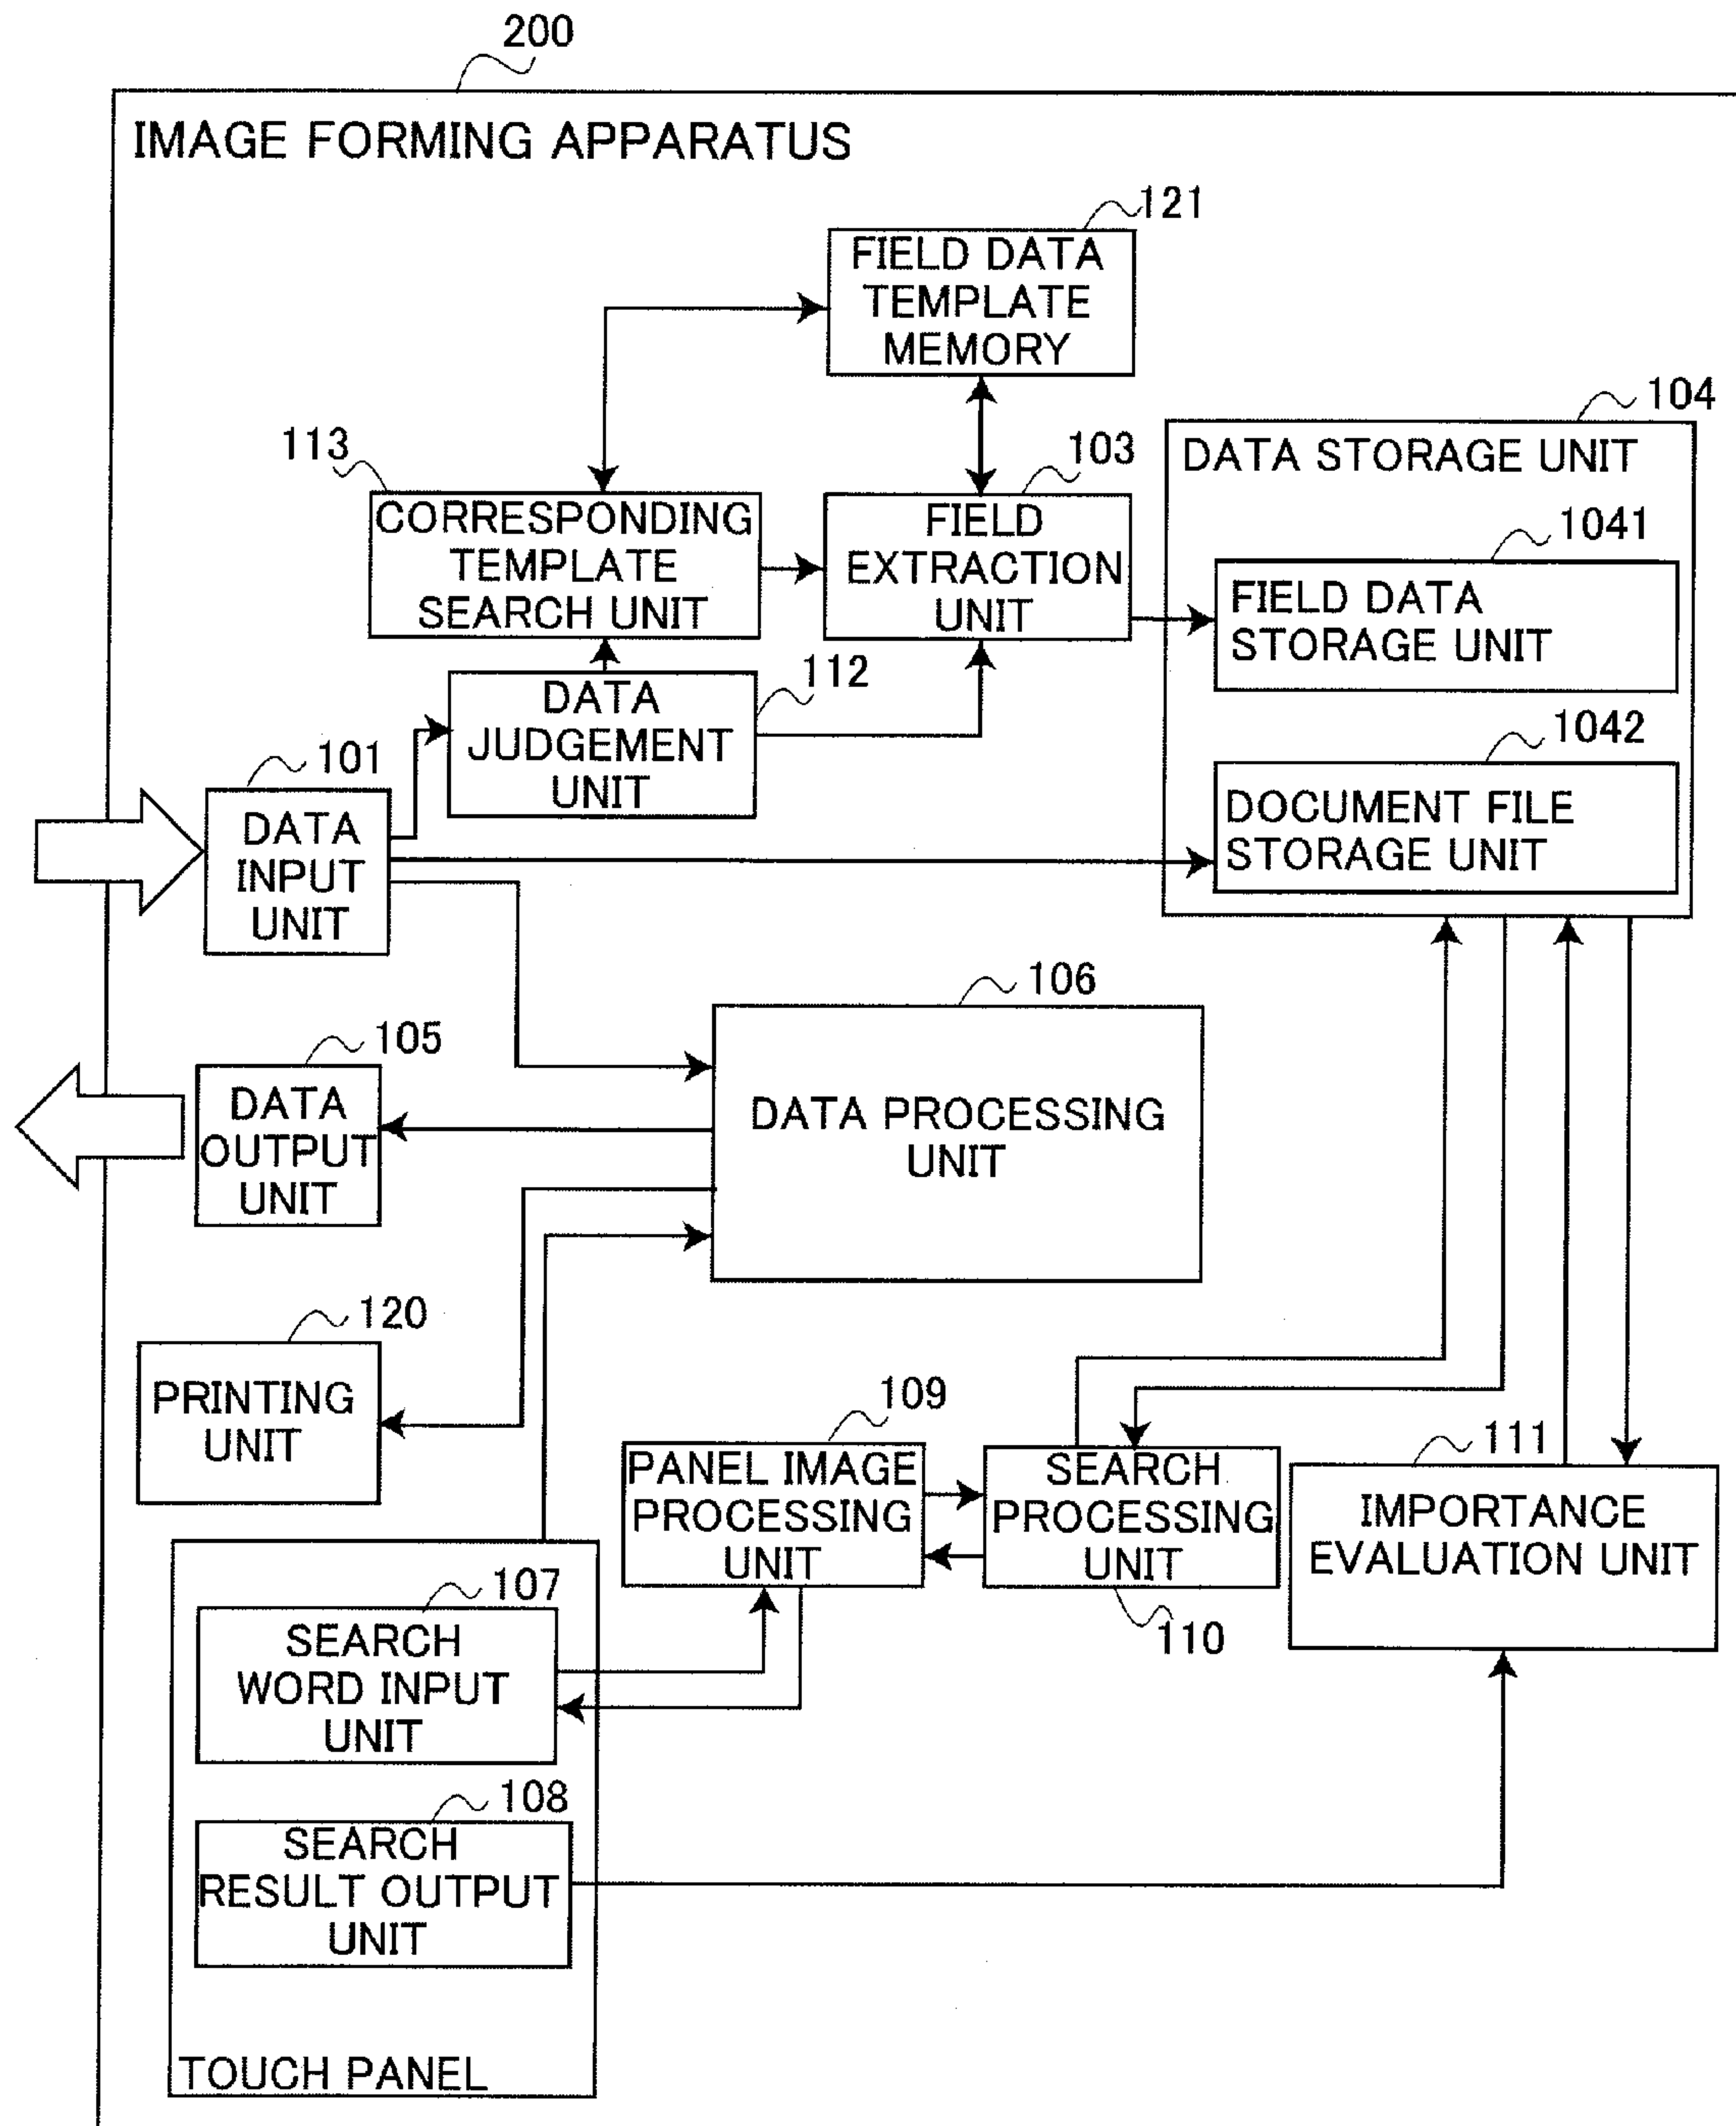 200
IMAGE FORMING APPARATUS
121
FIELD DATA
TEMPLATE
MEMORY
104
DATA STORAGE UNIT
113
CORRESPONDING
TEMPLATE
SEARCH UNIT
103
FIELD
EXTRACTION
UNIT
1041
FIELD DATA
STORAGE UNIT
112
DATA
JUDGEMENT
UNIT
1042
DOCUMENT FILE
STORAGE UNIT
101
DATA
INPUT
UNIT
106
DATA PROCESSING
UNIT
105
DATA
OUTPUT
UNIT
120
PRINTING
UNIT
109
PANEL IMAGE
PROCESSING
UNIT
SEARCH
PROCESSING
UNIT
110
111
IMPORTANCE
EVALUATION UNIT
107
SEARCH
WORD INPUT
UNIT
108
SEARCH
RESULT OUTPUT
UNIT
TOUCH PANEL